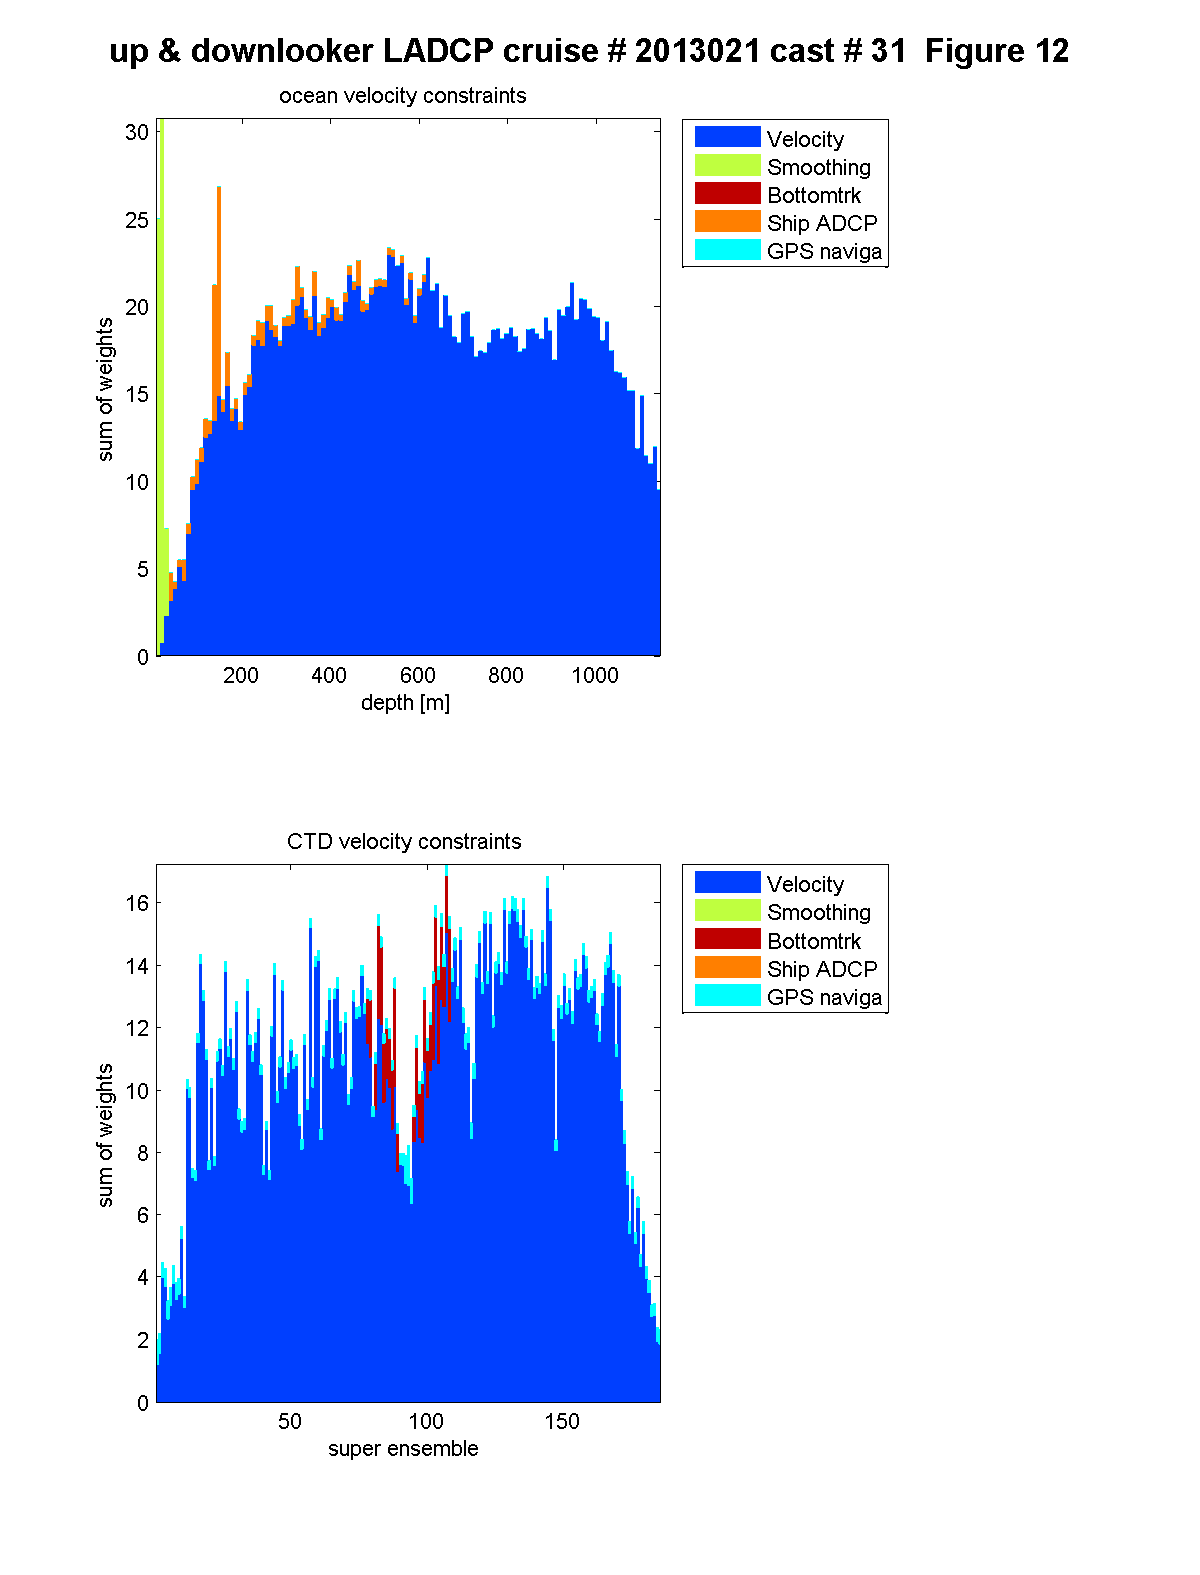 up & downlooker LADCP cruise # 2013021 cast # 31  Figure 12
ocean velocity constraints
30
25
20
15
10
5
0
sum of weights
200 400 600 800 1000
depth [m]
Velocity
Smoothing
Bottomtrk
Ship ADCP
GPS naviga
CTD velocity constraints
16
14
12
10
8
6
4
2
0
sum of weights
50 100 150
super ensemble
Velocity
Smoothing
Bottomtrk
Ship ADCP
GPS naviga